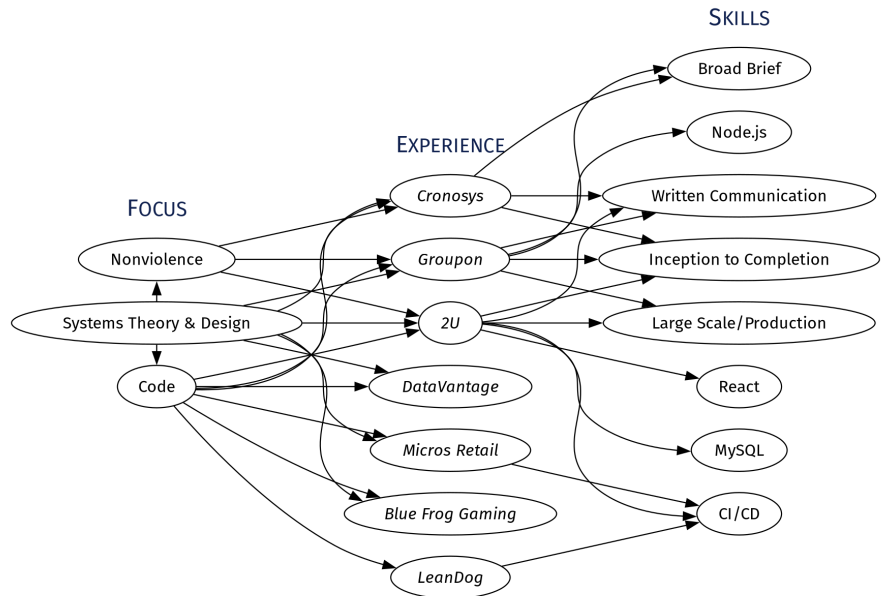 SKILLS
Broad Brief
Node.js
EXPERIENCE
Cronosys
Written Communication
FOCUS
Nonviolence
Groupon
Inception to Completion
Systems Theory & Design
2U
Large Scale/Production
Code
DataVantage
React
Micros Retail
MySQL
Blue Frog Gaming
CI/CD
LeanDog